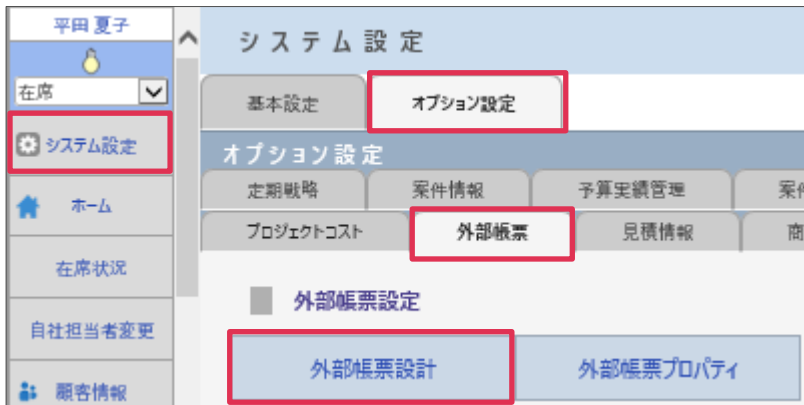 平田 夏子
在席
システム設定
ホーム
在席状況
自社担当者変更
顧客情報
システム設定
基本設定 オプション設定
オプション設定
定期戦略 案件情報 予算実績管理 案件
プロジェクトコスト 外部帳票 見積情報 商
外部帳票設定
外部帳票設計 外部帳票プロパティ